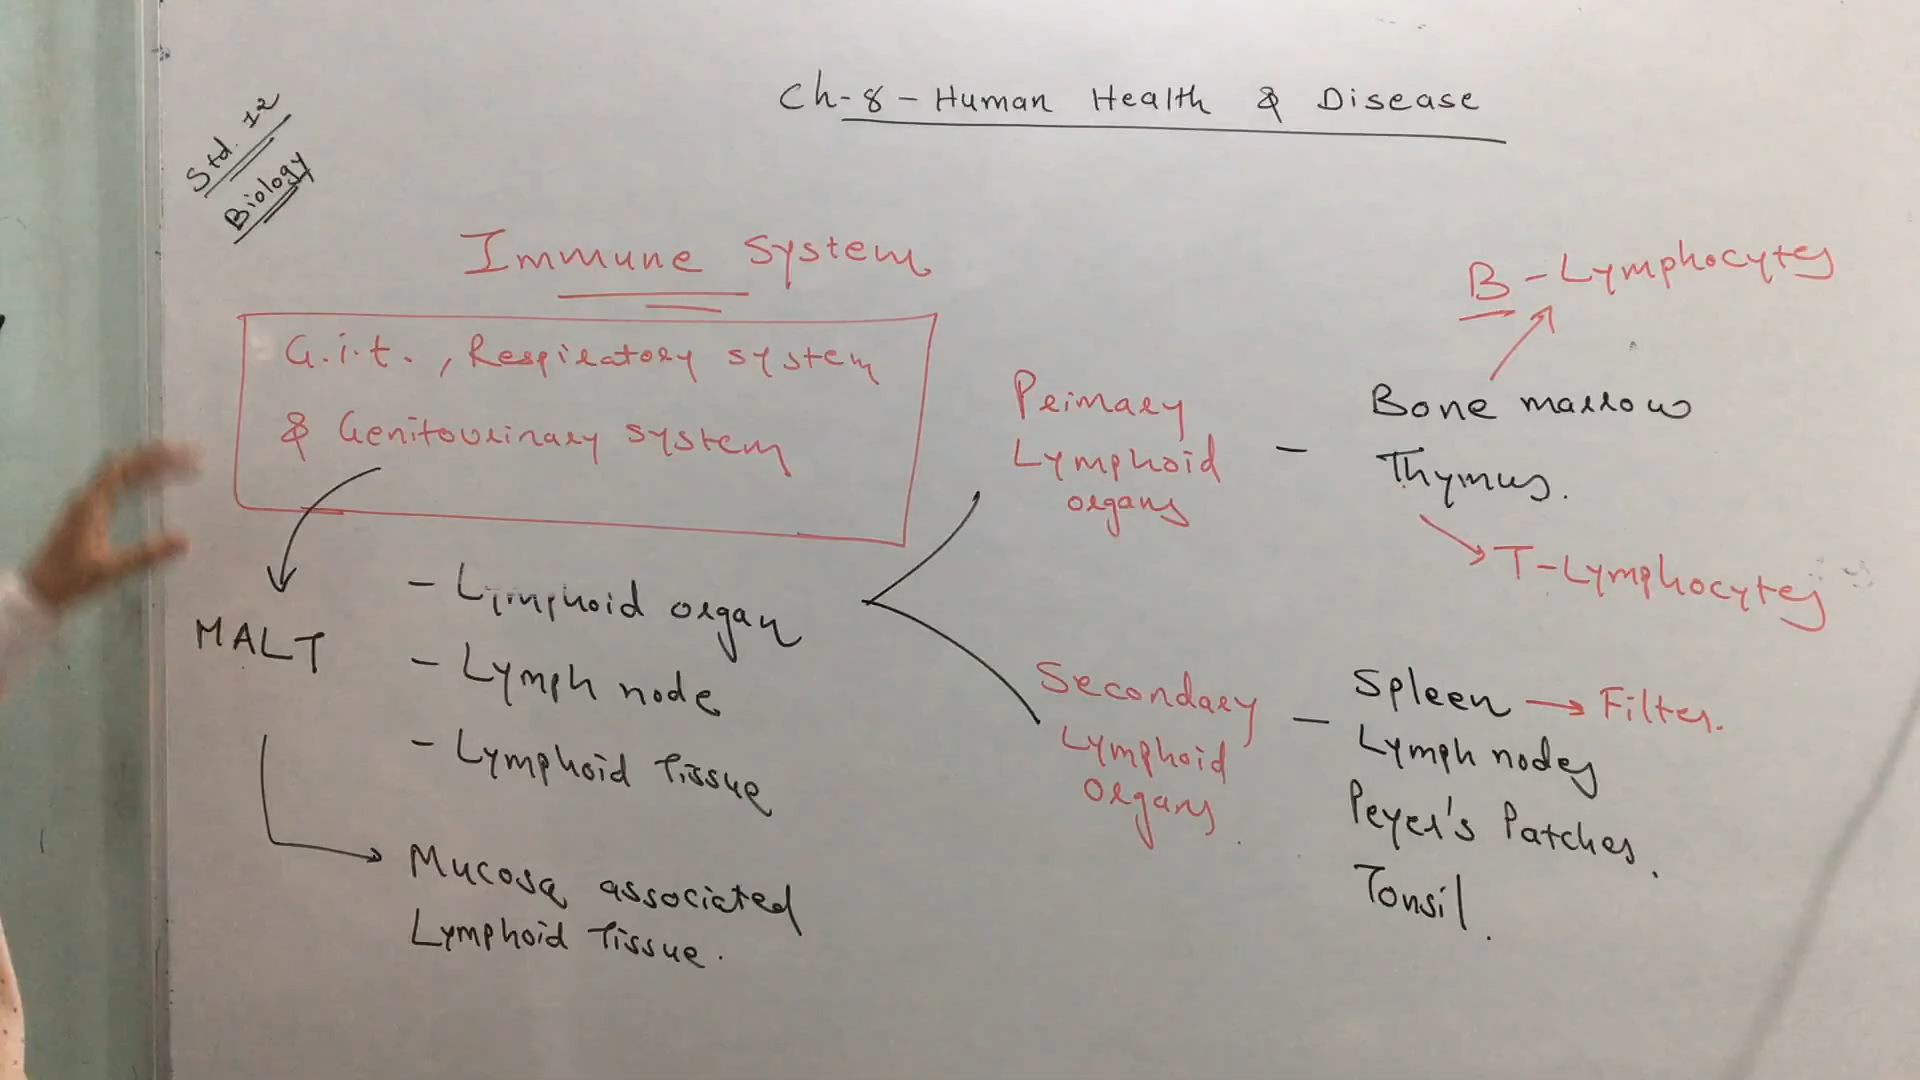 Ch-8 - Human Health & Disease
Std. 12
Biology
Immune System
G.i.t. , Respiratory system
& Genitourinary system
MALT
- Lymphoid organ
- Lymph node
- Lymphoid Tissue
Mucosa associated
Lymphoid Tissue.
Primary
Lymphoid
organs
-
Bone marrow
Thymus.
B - Lymphocytes
T-Lymphocytes
Secondary
Lymphoid
Organs
-
Spleen → Filter.
Lymph nodes
Peyer's Patches.
Tonsil.